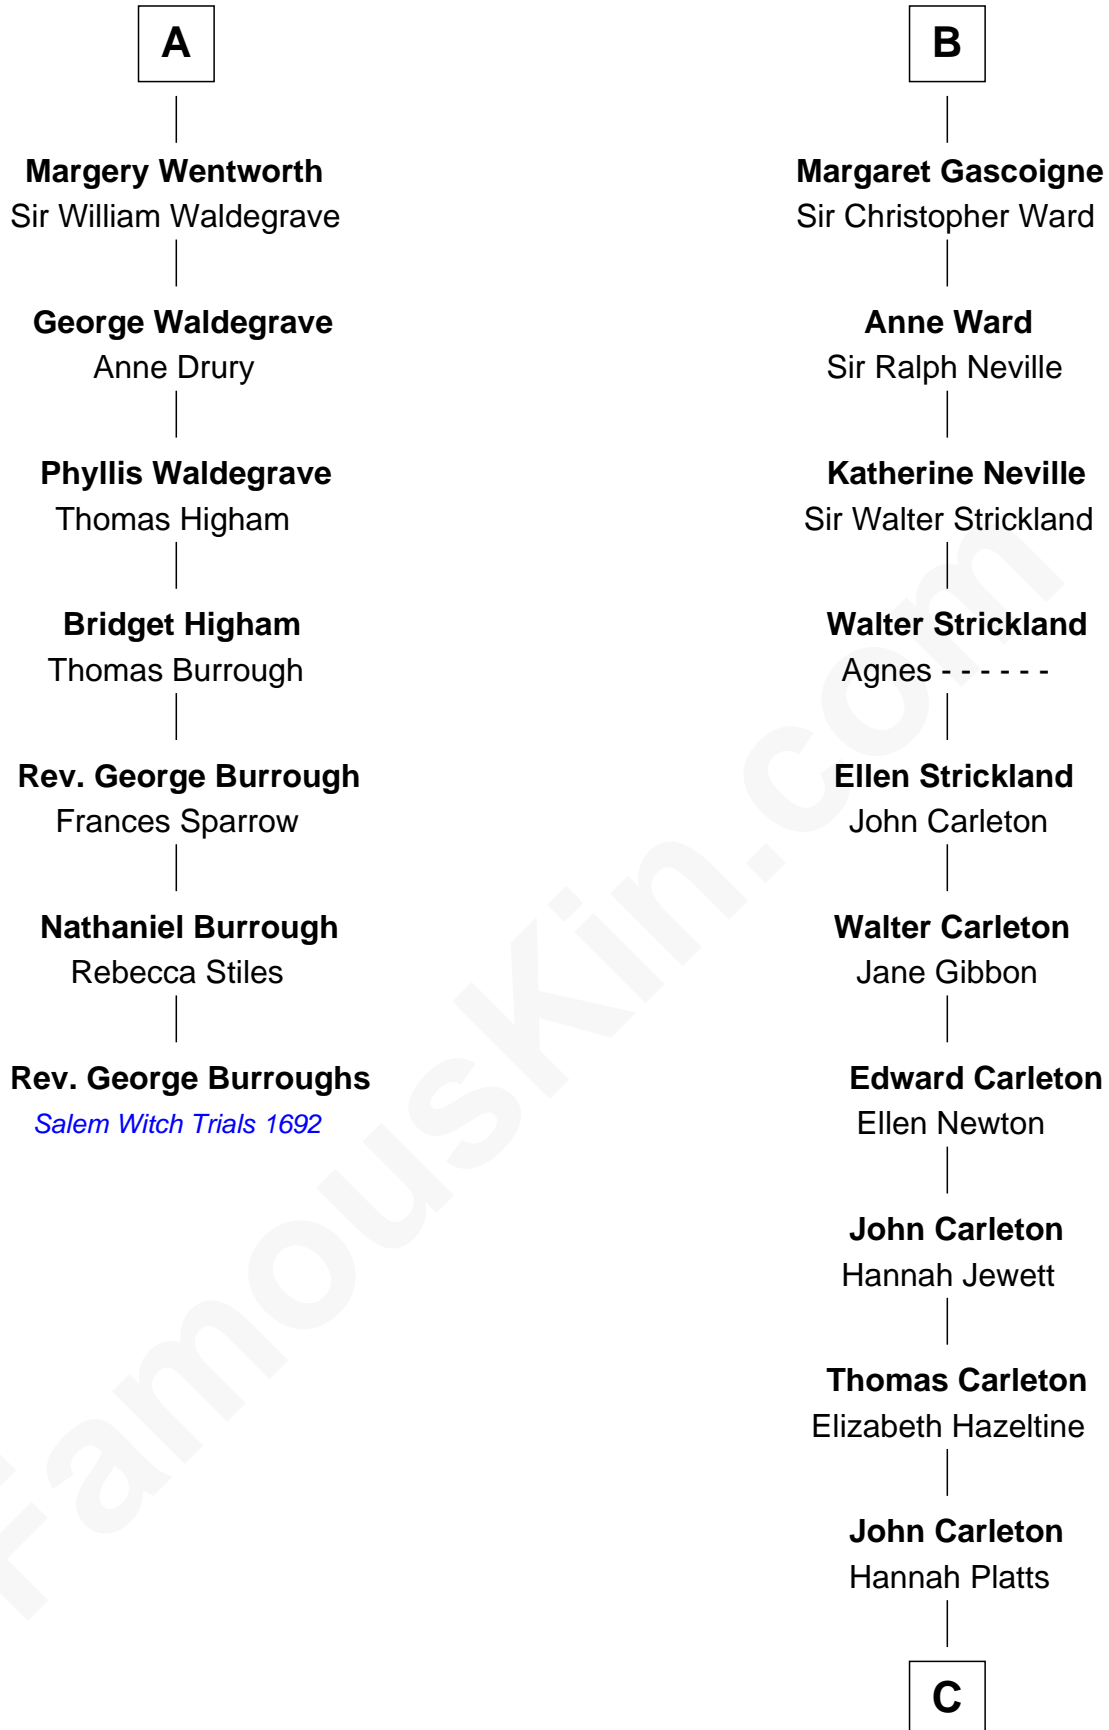 A
Margery Wentworth
Sir William Waldegrave
George Waldegrave
Anne Drury
Phyllis Waldegrave
Thomas Higham
Bridget Higham
Thomas Burrough
Rev. George Burrough
Frances Sparrow
Nathaniel Burrough
Rebecca Stiles
Rev. George Burroughs
Salem Witch Trials 1692
B
Margaret Gascoigne
Sir Christopher Ward
Anne Ward
Sir Ralph Neville
Katherine Neville
Sir Walter Strickland
Walter Strickland
Agnes - - - - - -
Ellen Strickland
John Carleton
Walter Carleton
Jane Gibbon
Edward Carleton
Ellen Newton
John Carleton
Hannah Jewett
Thomas Carleton
Elizabeth Hazeltine
John Carleton
Hannah Platts
C
FamousKin.com